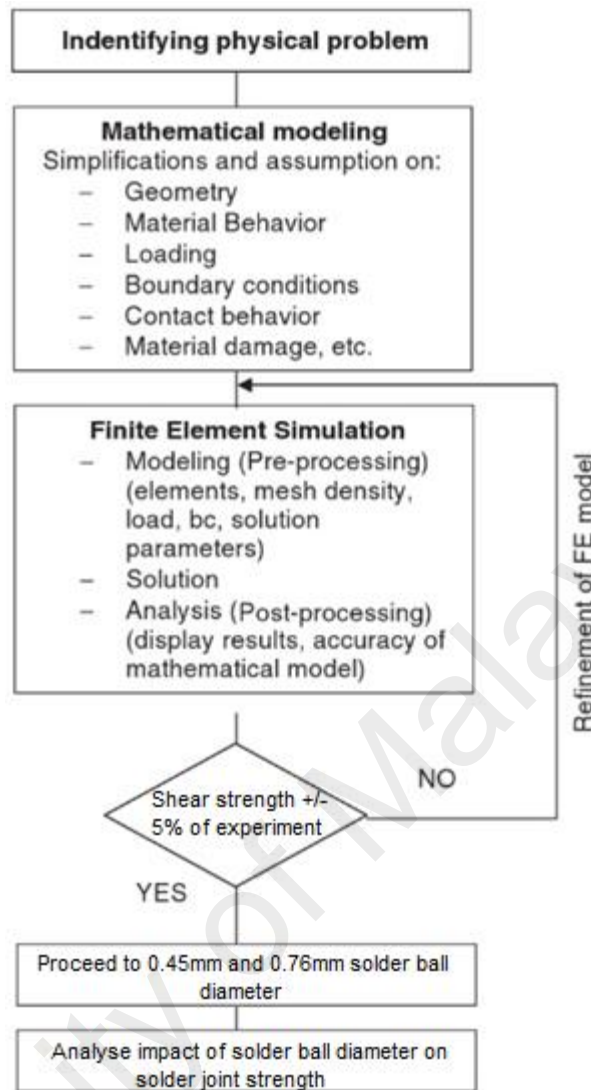 Indentifying physical problem
Mathematical modeling
Simplifications and assumption on:
– Geometry
– Material Behavior
– Loading
– Boundary conditions
– Contact behavior
– Material damage, etc.
Finite Element Simulation
– Modeling (Pre-processing)
(elements, mesh density,
load, bc, solution
parameters)
– Solution
– Analysis (Post-processing)
(display results, accuracy of
mathematical model)
Refinement of FE model
Shear strength +/-
5% of experiment
NO
YES
Proceed to 0.45mm and 0.76mm solder ball
diameter
Analyse impact of solder ball diameter on
solder joint strength
ity of Malay